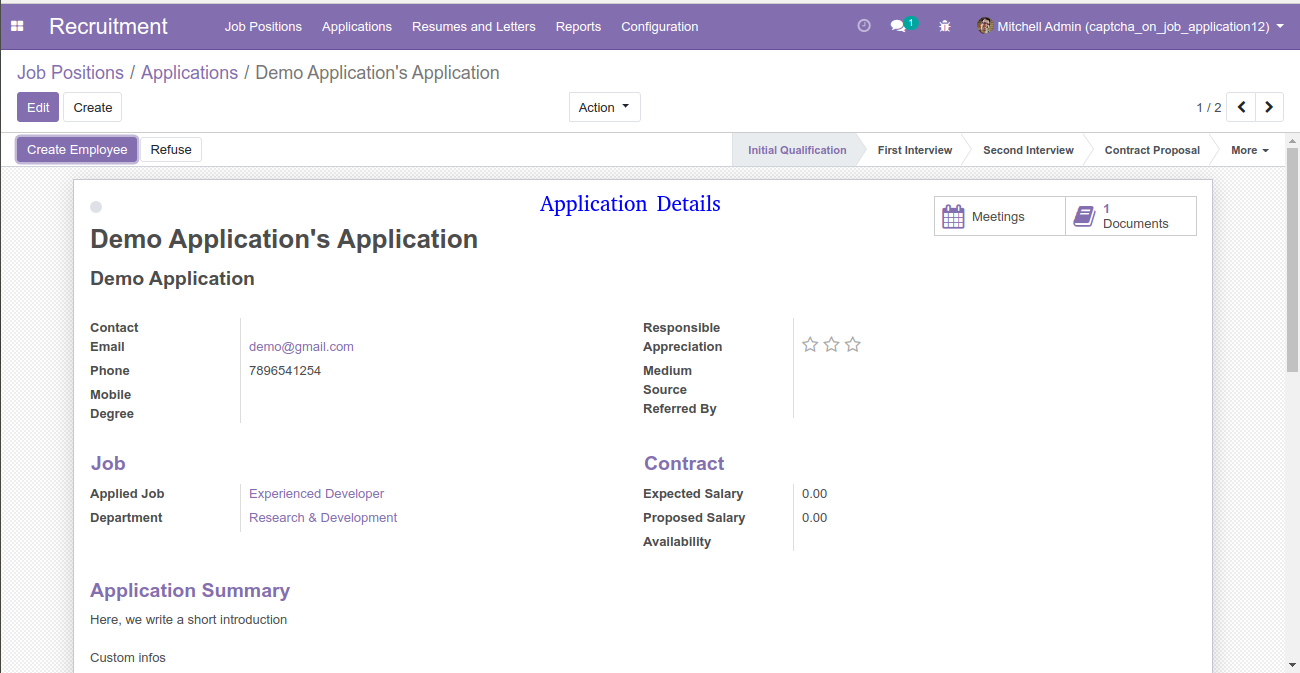 Recruitment Job Positions Applications Resumes and Letters Reports Configuration 1 Mitchell Admin (captcha_on_job_application12)
Job Positions / Applications / Demo Application's Application
Edit Create Action 1 / 2
Create Employee Refuse Initial Qualification First Interview Second Interview Contract Proposal More
Application Details
Meetings 1 Documents
Demo Application's Application
Demo Application
Contact Responsible
Email demo@gmail.com Appreciation
Phone 7896541254 Medium
Mobile Source
Degree Referred By
Job Contract
Applied Job Experienced Developer Expected Salary 0.00
Department Research & Development Proposed Salary 0.00
Availability
Application Summary
Here, we write a short introduction
Custom infos